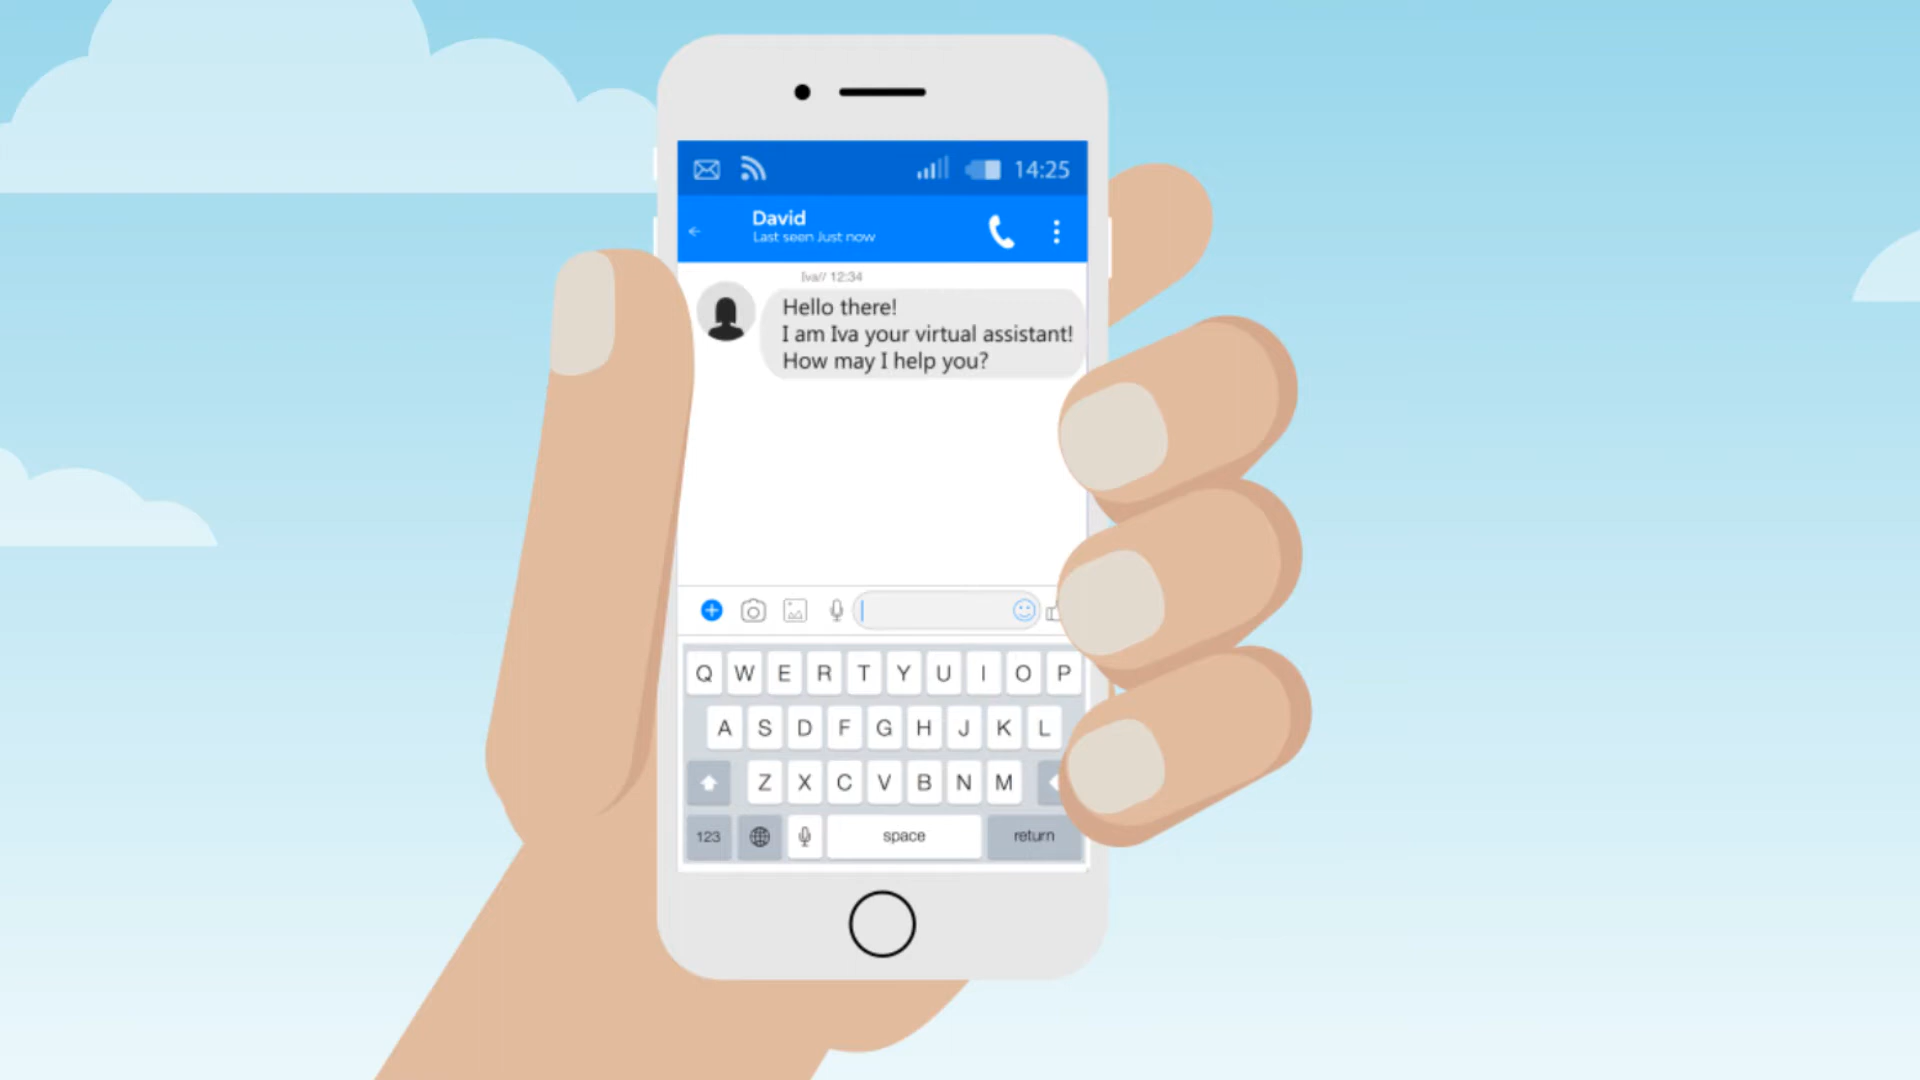 14:25
David
Last seen Just now
Iva// 12:34
Hello there!
I am Iva your virtual assistant!
How may I help you?
Q W E R T Y U I O P
A S D F G H J K L
Z X C V B N M
123 space return